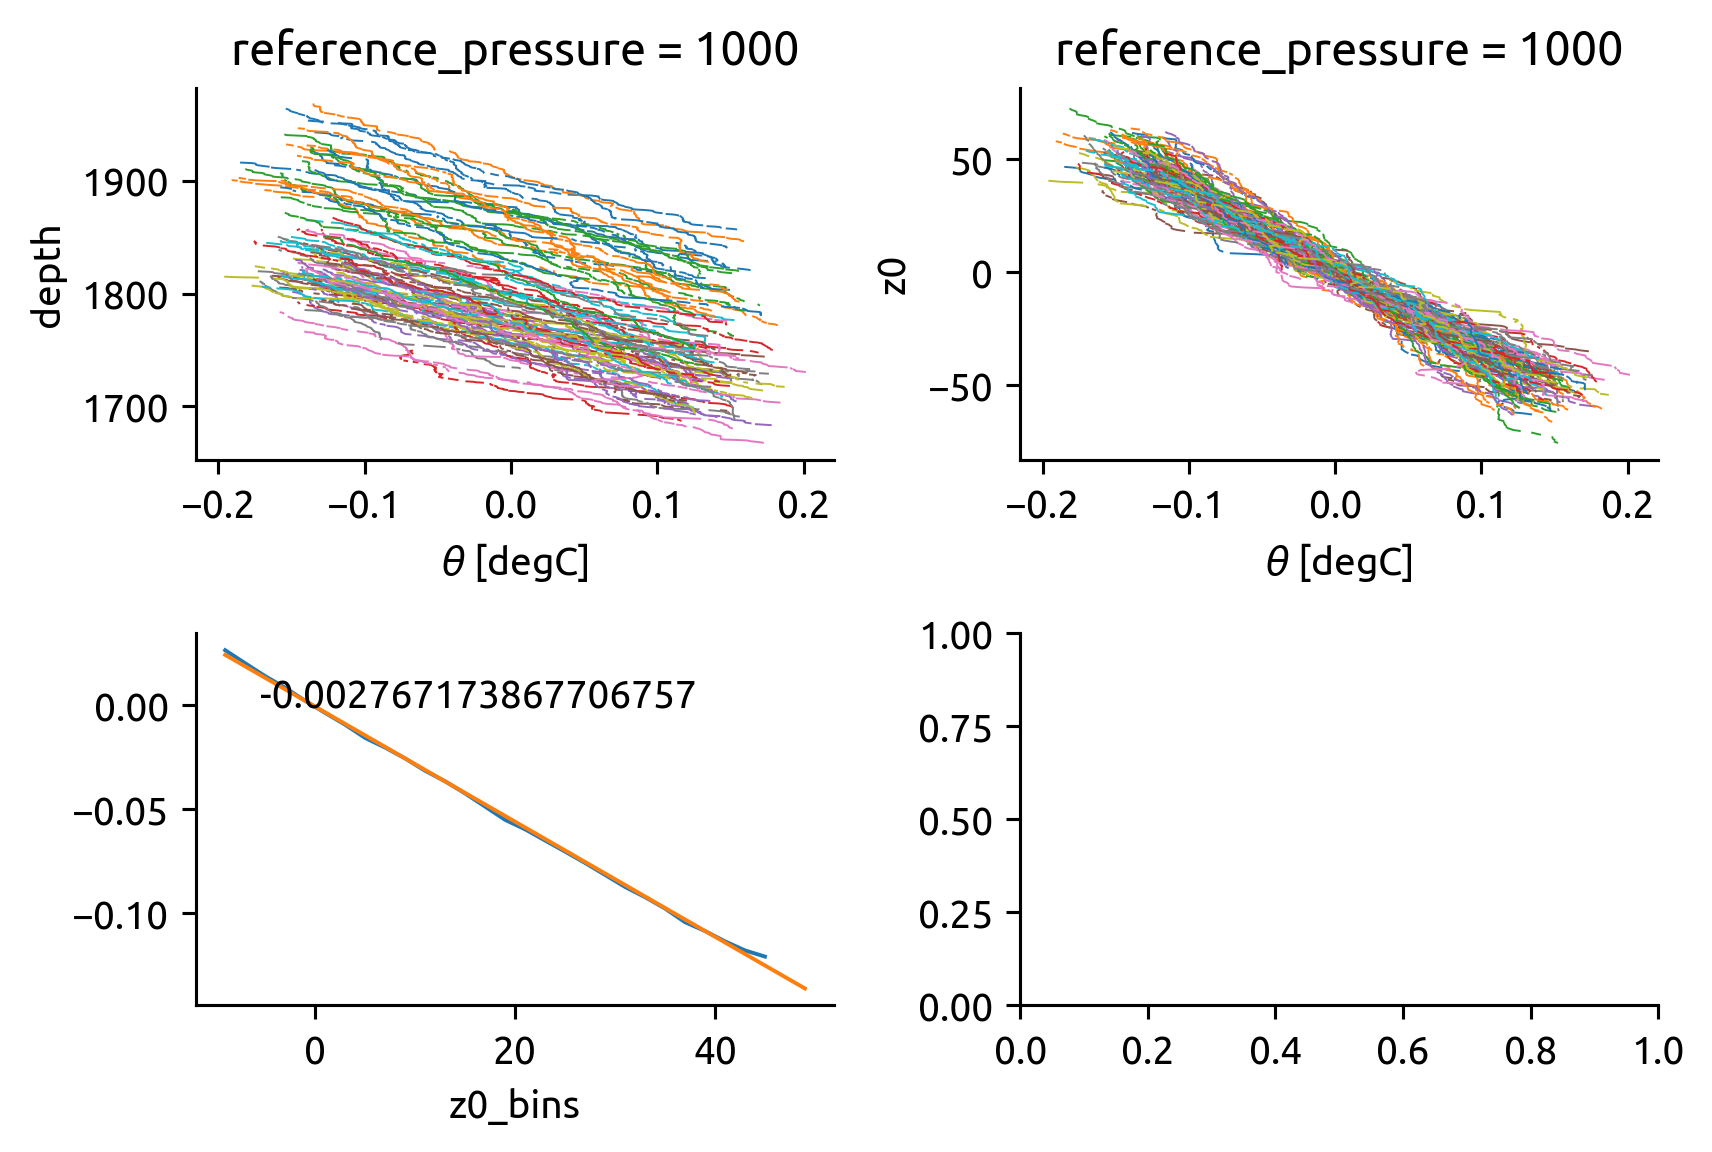 reference_pressure = 1000
depth
1900
1800
1700
−0.2 −0.1 0.0 0.1 0.2
θ [degC]
reference_pressure = 1000
z0
50
0
−50
−0.2 −0.1 0.0 0.1 0.2
θ [degC]
-0.002767173867706757
0.00
−0.05
−0.10
0 20 40
z0_bins
1.00
0.75
0.50
0.25
0.00
0.0 0.2 0.4 0.6 0.8 1.0